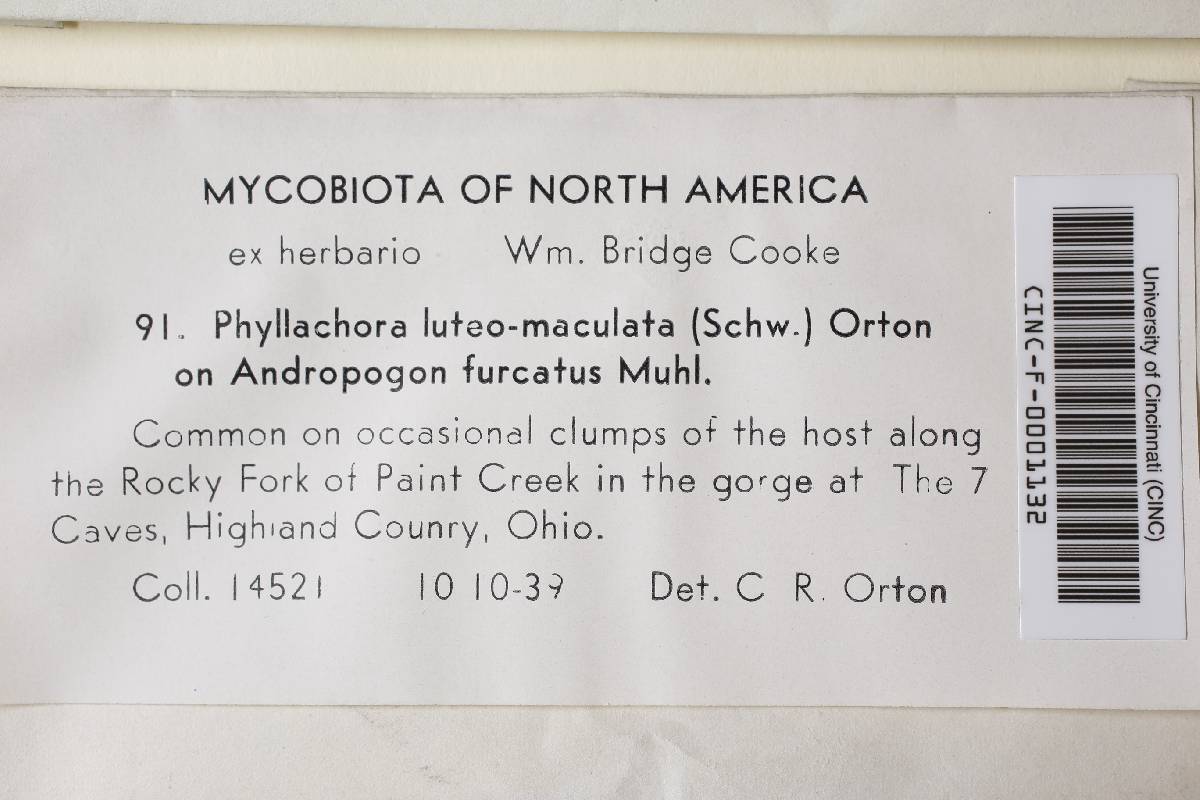 MYCOBIOTA OF NORTH AMERICA
ex herbario Wm. Bridge Cooke
91. Phyllachora luteo-maculata (Schw.) Orton
on Andropogon furcatus Muhl.
Common on occasional clumps of the host along
the Rocky Fork of Paint Creek in the gorge at The 7
Caves, Highland Counry, Ohio.
Coll. 14521 10 10-39 Det. C R. Orton
University of Cincinnati (CINC)
CINC-F-0001132